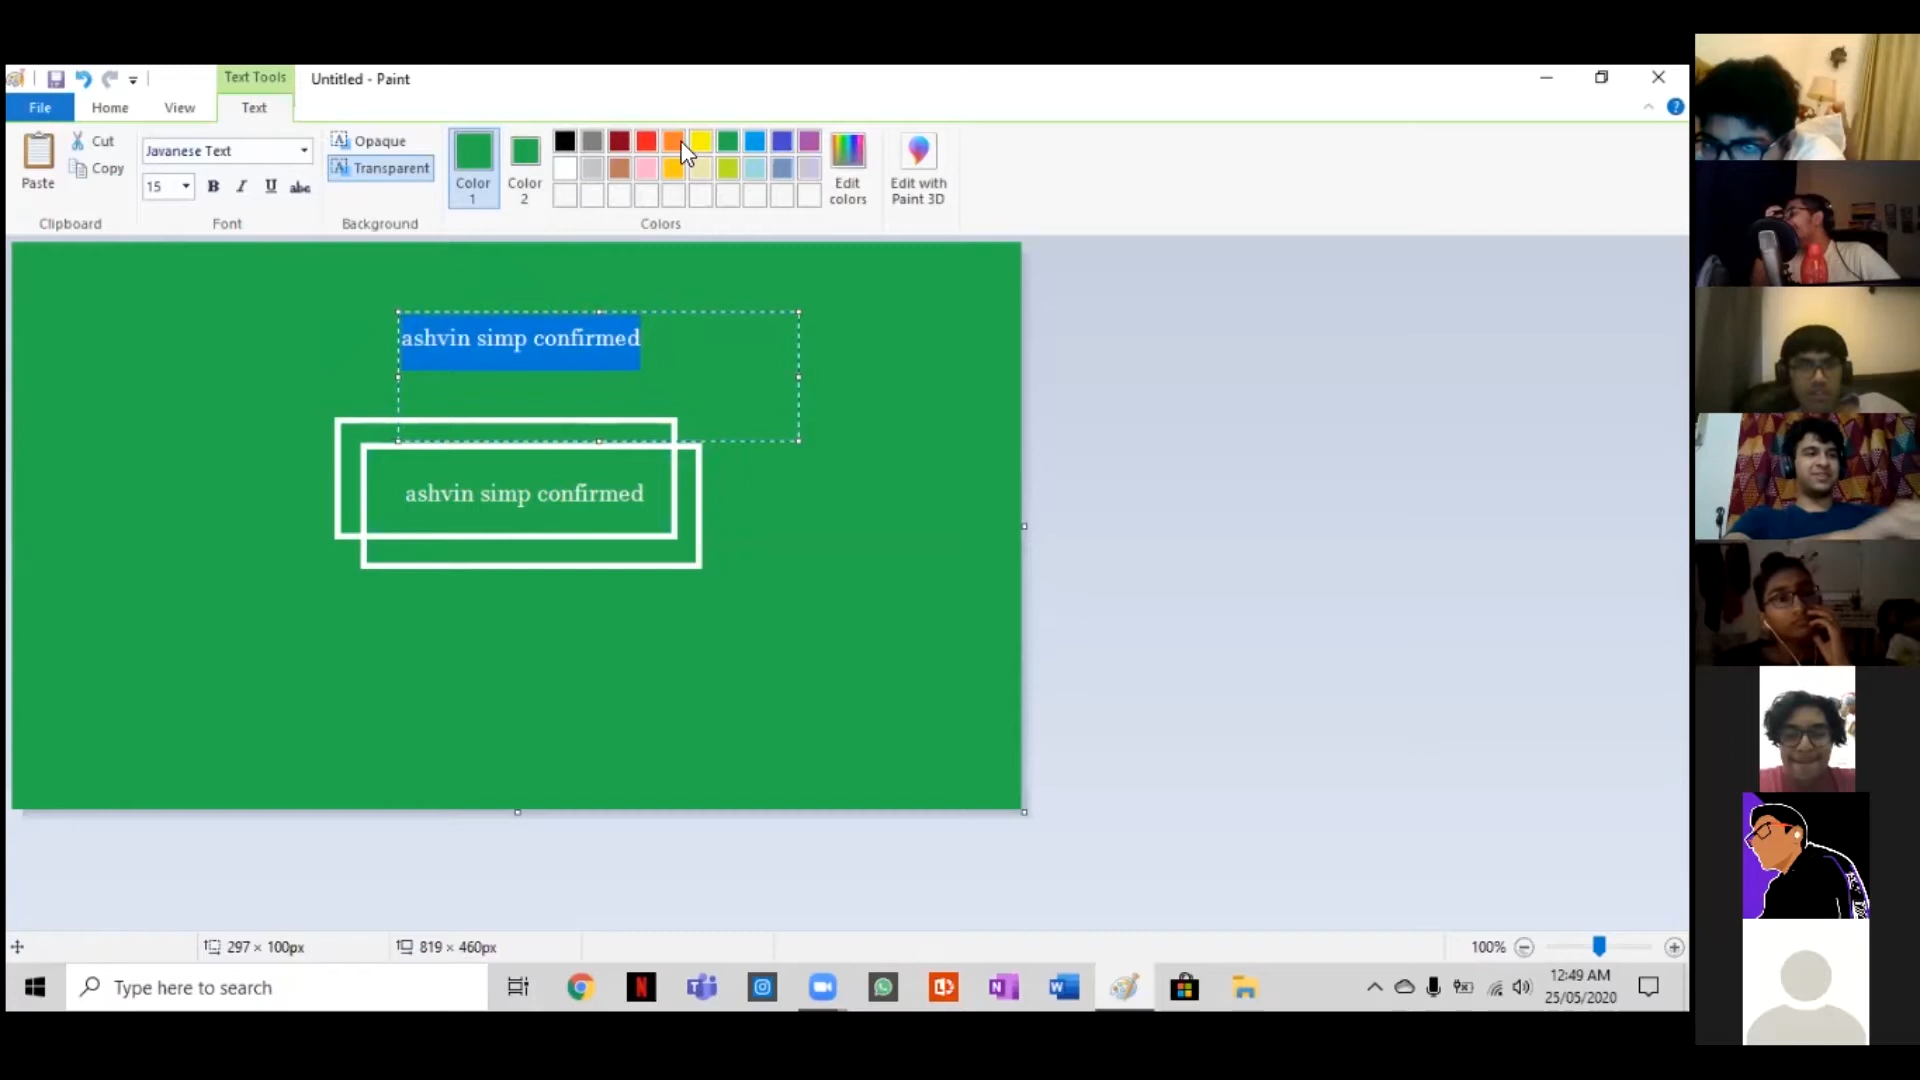 Text Tools
Untitled - Paint
File
Home
View
Text
Paste
Cut
Copy
Clipboard
Javanese Text
15
B
I
U
abc
Font
Opaque
Transparent
Background
Color
1
Color
2
Colors
Edit
colors
Edit with
Paint 3D
ashvin simp confirmed
ashvin simp confirmed
297 × 100px
819 × 460px
100%
Type here to search
12:49 AM
25/05/2020